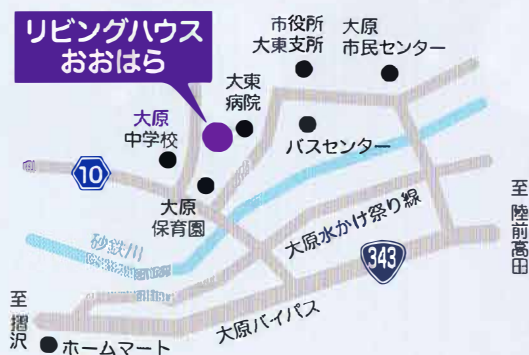 リビングハウス
おおはら
市役所
大東支所
大原
市民センター
大東
病院
大原
中学校
バスセンター
10
大原
保育園
砂鉄川
大原水かけ祭り線
343
至
陸前高田
至
摺沢
大原バイパス
ホームマート